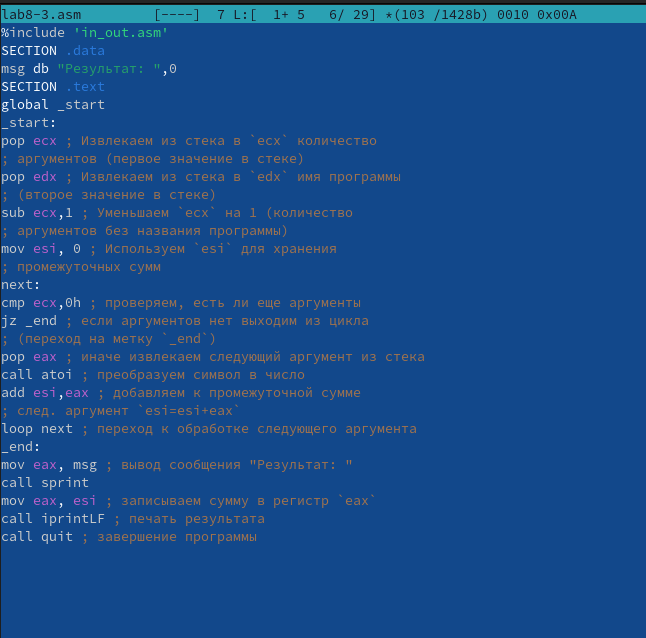 lab8-3.asm [----] 7 L:[ 1+ 5 6/ 29] *(103 /1428b) 0010 0x00A
%include 'in_out.asm'
SECTION .data
msg db "Результат: ",0
SECTION .text
global _start
_start:
pop ecx ; Извлекаем из стека в `ecx` количество
; аргументов (первое значение в стеке)
pop edx ; Извлекаем из стека в `edx` имя программы
; (второе значение в стеке)
sub ecx,1 ; Уменьшаем `ecx` на 1 (количество
; аргументов без названия программы)
mov esi, 0 ; Используем `esi` для хранения
; промежуточных сумм
next:
cmp ecx,0h ; проверяем, есть ли еще аргументы
jz _end ; если аргументов нет выходим из цикла
; (переход на метку `_end`)
pop eax ; иначе извлекаем следующий аргумент из стека
call atoi ; преобразуем символ в число
add esi,eax ; добавляем к промежуточной сумме
; след. аргумент `esi=esi+eax`
loop next ; переход к обработке следующего аргумента
_end:
mov eax, msg ; вывод сообщения "Результат: "
call sprint
mov eax, esi ; записываем сумму в регистр `eax`
call iprintLF ; печать результата
call quit ; завершение программы